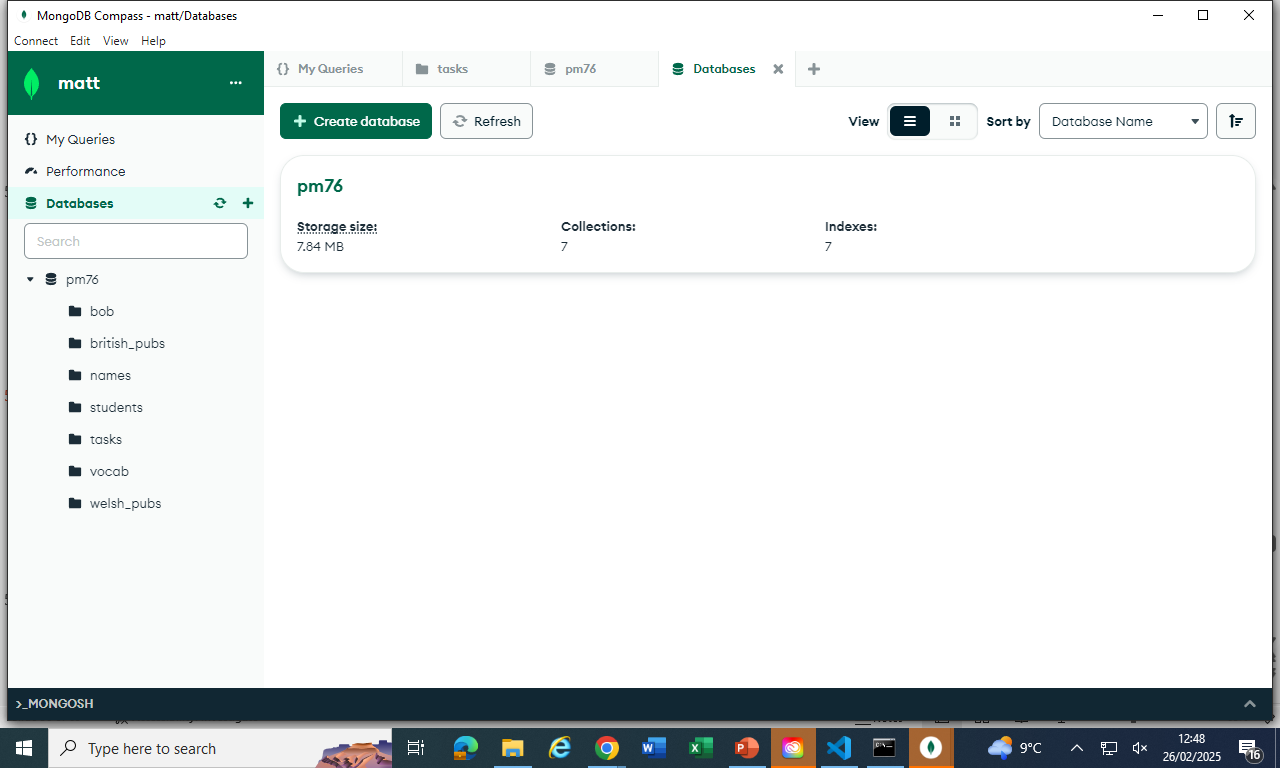 MongoDB Compass - matt/Databases
Connect Edit View Help
matt
My Queries
Performance
Databases
Search
pm76
bob
british_pubs
names
students
tasks
vocab
welsh_pubs
My Queries tasks pm76 Databases
Create database Refresh View Sort by Database Name
pm76
Storage size: Collections: Indexes:
7.84 MB 7 7
>_MONGOSH
Type here to search
9°C
12:48
26/02/2025
16